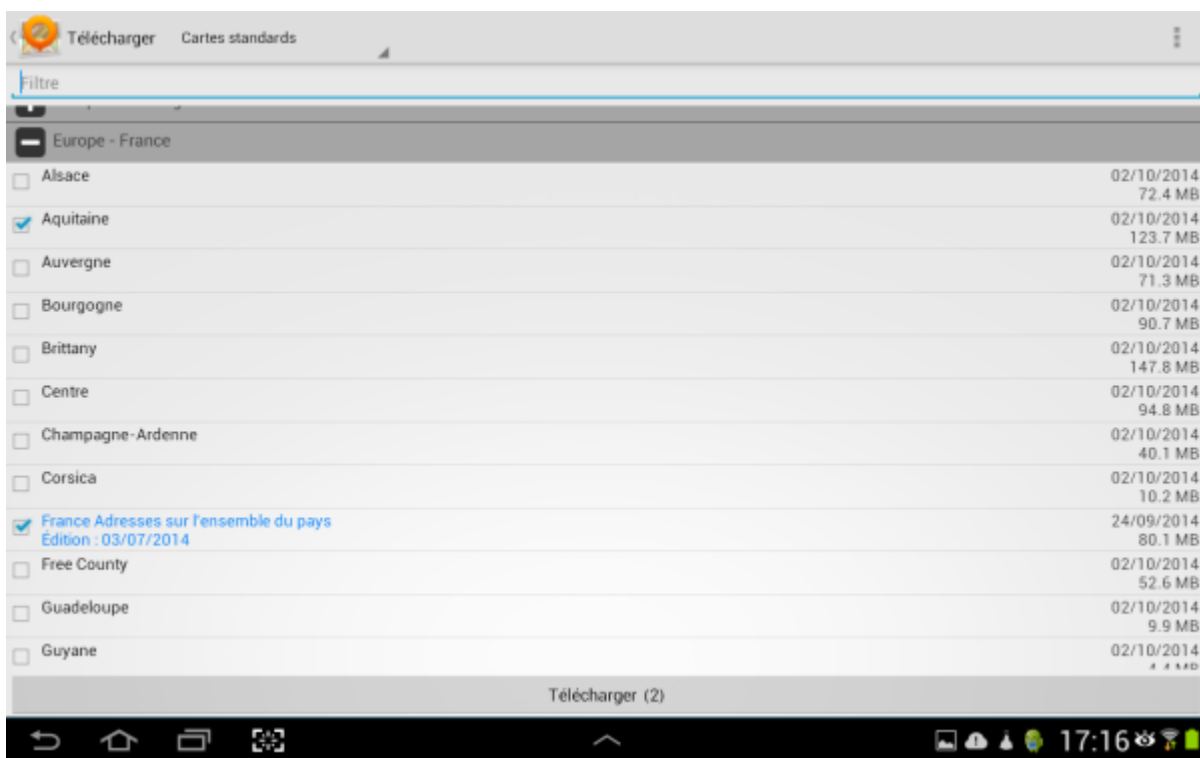 Télécharger Cartes standards
Filtre
Europe - France
Alsace 02/10/2014
72.4 MB
Aquitaine 02/10/2014
123.7 MB
Auvergne 02/10/2014
71.3 MB
Bourgogne 02/10/2014
90.7 MB
Brittany 02/10/2014
147.8 MB
Centre 02/10/2014
94.8 MB
Champagne-Ardenne 02/10/2014
40.1 MB
Corsica 02/10/2014
10.2 MB
France Adresses sur l'ensemble du pays 24/09/2014
Édition : 03/07/2014 80.1 MB
Free County 02/10/2014
52.6 MB
Guadeloupe 02/10/2014
9.9 MB
Guyane 02/10/2014
Télécharger (2)
17:16